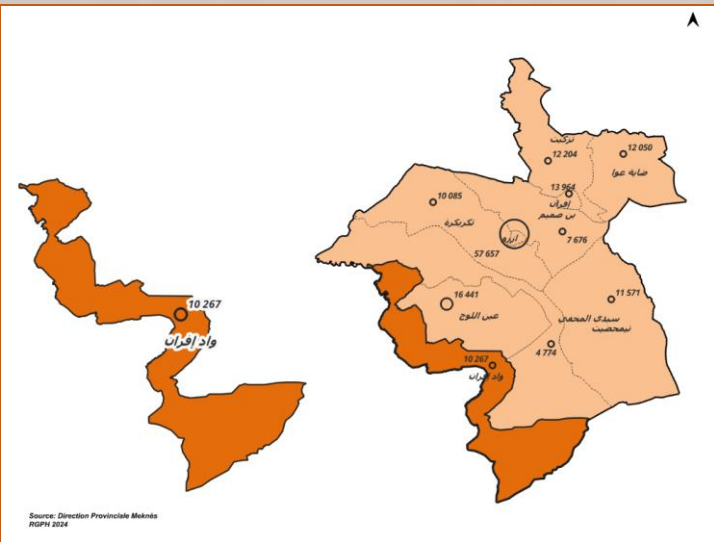 10 267
واد إفران
تزكيت
12 204
12 050
ضاية عوا
13 964
إفران
بن صميم
7 676
10 085
تكريكرة
ازرو
57 657
16 441
عين اللوح
11 571
سيدي المخفي
تيمحضيت
4 774
10 267
واد إفران
Source: Direction Provinciale Meknès
RGPH 2024